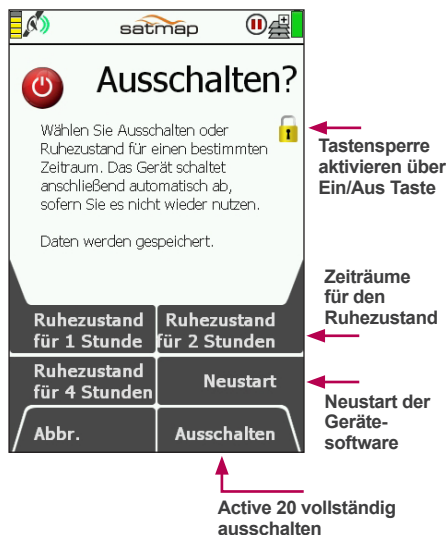 satmap
Ausschalten?
Wählen Sie Ausschalten oder
Ruhezustand für einen bestimmten
Zeitraum. Das Gerät schaltet
anschließend automatisch ab,
sofern Sie es nicht wieder nutzen.
Daten werden gespeichert.
Ruhezustand
für 1 Stunde
Ruhezustand
für 2 Stunden
Ruhezustand
für 4 Stunden
Neustart
Abbr.
Ausschalten
Tastensperre
aktivieren über
Ein/Aus Taste
Zeiträume
für den
Ruhezustand
Neustart der
Geräte-
software
Active 20 vollständig
ausschalten